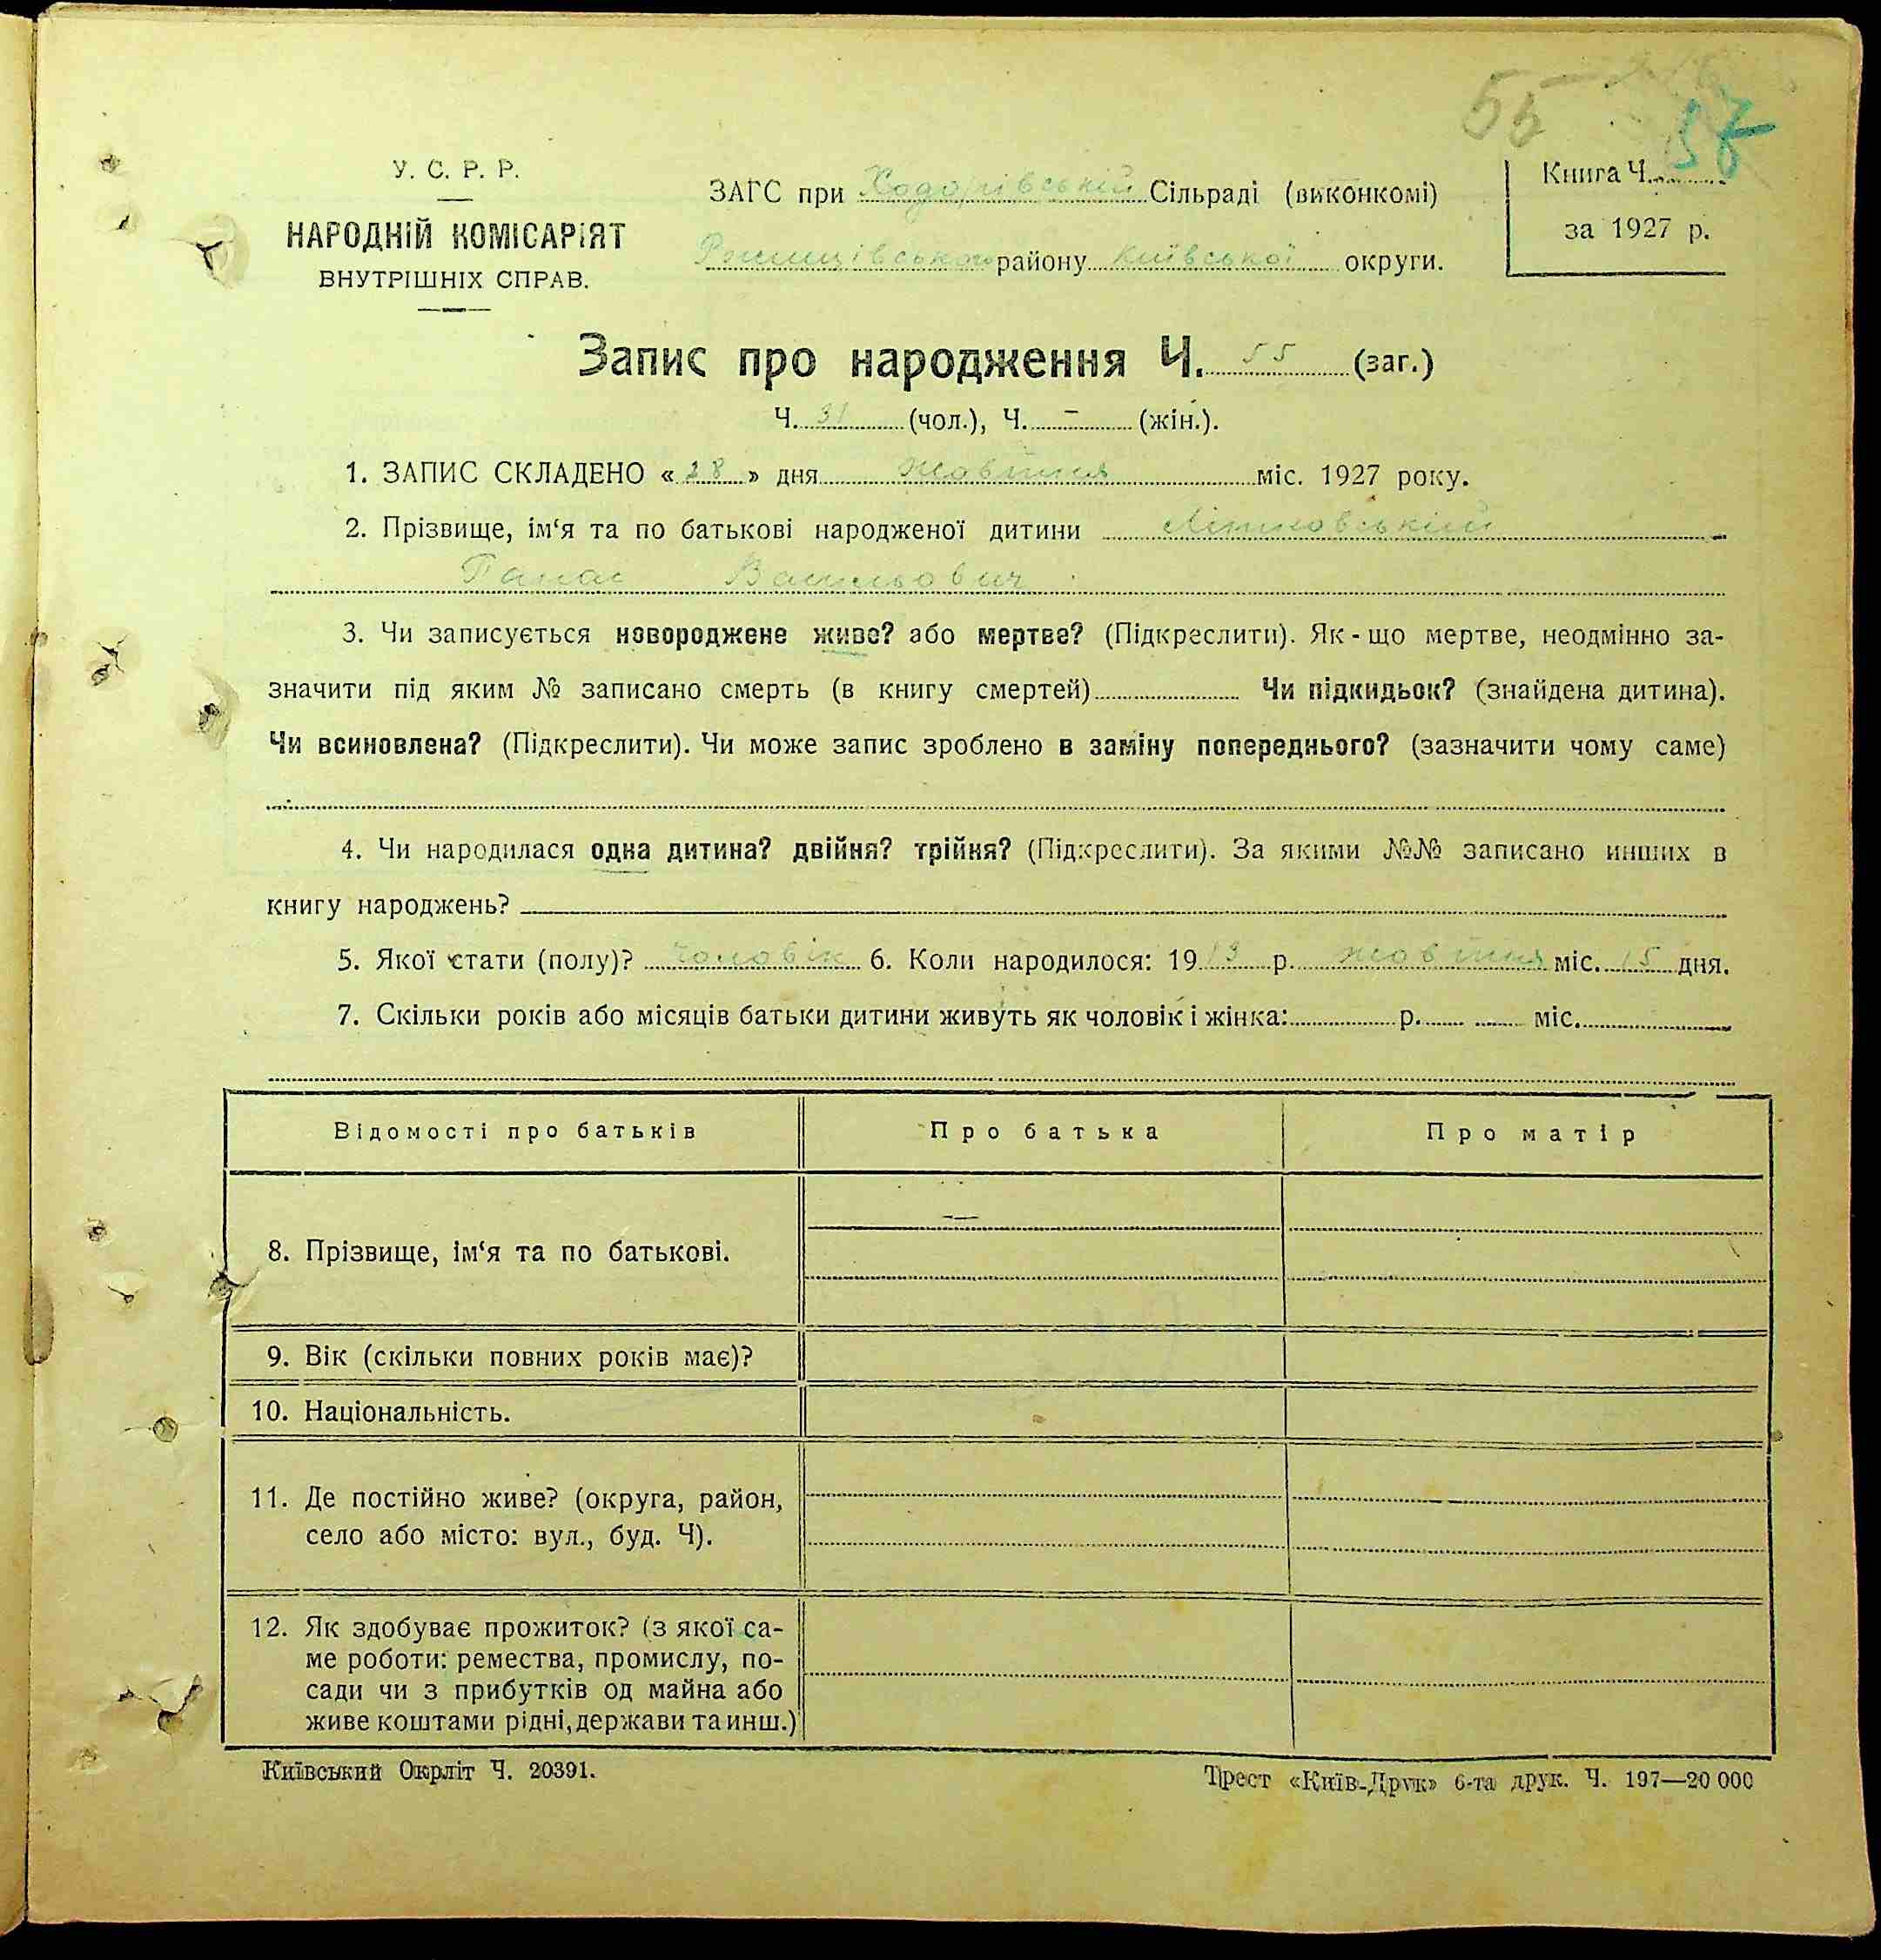 55
У. С. Р. Р.
НАРОДНІЙ КОМІСАРІЯТ
ВНУТРІШНІХ СПРАВ.
ЗАГС при Ходорівській Сільраді (виконкомі)
Ржищівського району Київської округи.
Книга Ч.
за 1927 р.
Запис про народження Ч. 55 (заг.)
Ч. 31 (чол.), Ч. – (жін.).
1. ЗАПИС СКЛАДЕНО « 28 » дня жовтня міс. 1927 року.
2. Прізвище, ім‘я та по батькові народженої дитини
Панас Васильович
3. Чи записується новороджене живе? або мертве? (Підкреслити). Як-що мертве, неодмінно за-
значити під яким № записано смерть (в книгу смертей) Чи підкидьок? (знайдена дитина).
Чи всиновлена? (Підкреслити). Чи може запис зроблено в заміну попереднього? (зазначити чому саме)
4. Чи народилася одна дитина? двійня? трійня? (Підкреслити). За якими №№ записано инших в
книгу народжень?
5. Якої стати (полу)? чоловік 6. Коли народилося: 1913 р. жовтня міс. 15 дня.
7. Скільки років або місяців батьки дитини живуть як чоловік і жінка: р. міс.
Відомості про батьків Про батька Про матір
8. Прізвище, ім‘я та по батькові. —
9. Вік (скільки повних років має)?
10. Національність.
11. Де постійно живе? (округа, район,
село або місто: вул., буд. Ч).
12. Як здобуває прожиток? (з якої са-
ме роботи: ремества, промислу, по-
сади чи з прибутків од майна або
живе коштами рідні, держави та инш.)
Київський Окрліт Ч. 20391.
Трест «Київ-Друк» 6-та друк. Ч. 197—20 000